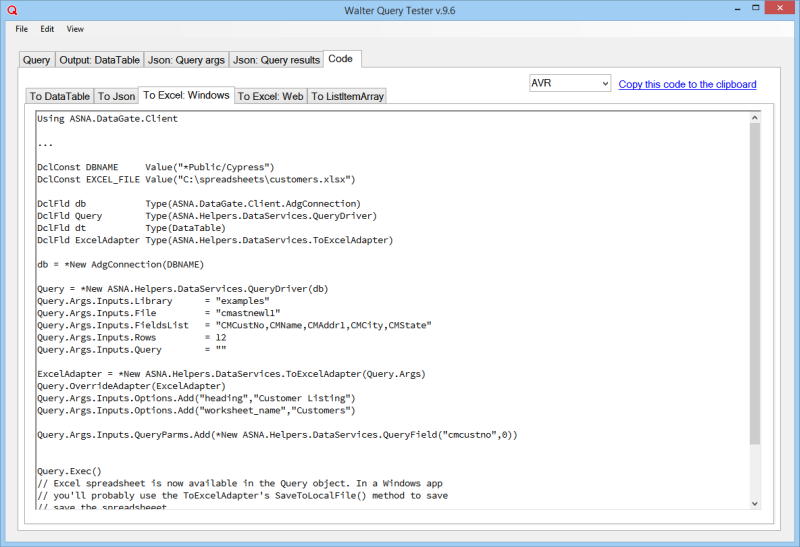 Walter Query Tester v.9.6
File Edit View
Query Output: DataTable Json: Query args Json: Query results Code
AVR Copy this code to the clipboard
To DataTable To Json To Excel: Windows To Excel: Web To ListItemArray
Using ASNA.DataGate.Client
...
DclConst DBNAME Value("*Public/Cypress")
DclConst EXCEL_FILE Value("C:\spreadsheets\customers.xlsx")
DclFld db Type(ASNA.DataGate.Client.AdgConnection)
DclFld Query Type(ASNA.Helpers.DataServices.QueryDriver)
DclFld dt Type(DataTable)
DclFld ExcelAdapter Type(ASNA.Helpers.DataServices.ToExcelAdapter)
db = *New AdgConnection(DBNAME)
Query = *New ASNA.Helpers.DataServices.QueryDriver(db)
Query.Args.Inputs.Library = "examples"
Query.Args.Inputs.File = "cmastnewl1"
Query.Args.Inputs.FieldsList = "CMCustNo,CMName,CMAddr1,CMCity,CMState"
Query.Args.Inputs.Rows = 12
Query.Args.Inputs.Query = ""
ExcelAdapter = *New ASNA.Helpers.DataServices.ToExcelAdapter(Query.Args)
Query.OverrideAdapter(ExcelAdapter)
Query.Args.Inputs.Options.Add("heading","Customer Listing")
Query.Args.Inputs.Options.Add("worksheet_name","Customers")
Query.Args.Inputs.QueryParms.Add(*New ASNA.Helpers.DataServices.QueryField("cmcustno",0))
Query.Exec()
// Excel spreadsheet is now available in the Query object. In a Windows app
// you'll probably use the ToExcelAdapter's SaveToLocalFile() method to save
// save the spreadsheeet